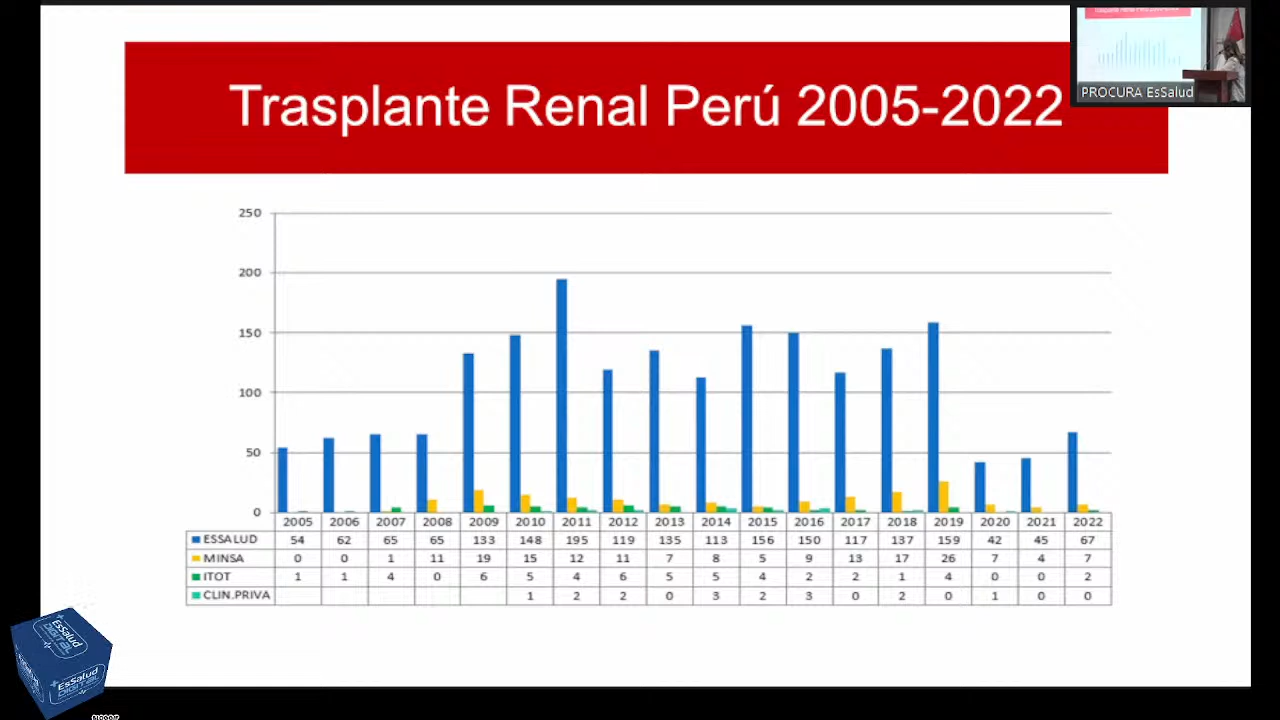 Trasplante Renal Perú 2005-2022
PROCURA EsSalud
250
200
150
100
50
0
2005 2006 2007 2008 2009 2010 2011 2012 2013 2014 2015 2016 2017 2018 2019 2020 2021 2022
ESSALUD 54 62 65 65 133 148 195 119 135 113 156 150 117 137 159 42 45 67
MINSA 0 0 1 11 19 15 12 11 7 8 5 9 13 17 26 7 4 7
ITOT 1 1 4 0 6 5 4 6 5 5 4 2 2 1 4 0 0 2
CLIN.PRIVA 1 2 2 0 3 2 3 0 2 0 1 0 0
EsSalud
DIGITAL
EsSalud
DIGITAL